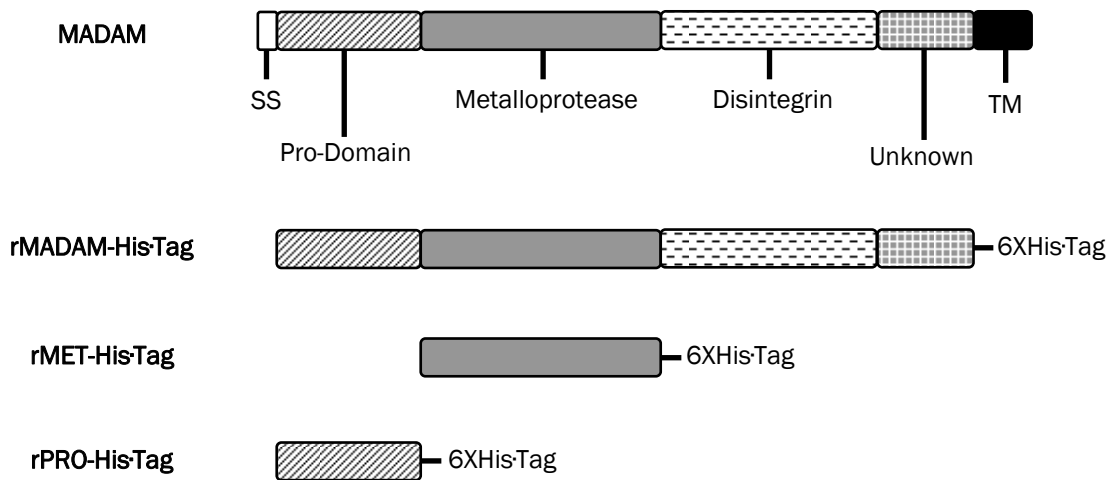 MADAM
SS
Metalloprotease
Disintegrin
TM
Pro-Domain
Unknown
rMADAM-His·Tag
6XHis·Tag
rMET-His·Tag
6XHis·Tag
rPRO-His·Tag
6XHis·Tag